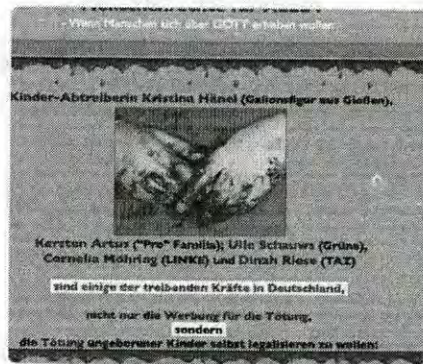 - Wenn Menschen sich über GOTT erheben wollen
Kinder-Abtreiberin Kristina Hänel (Galionsfigur aus Gießen),
Kersten Artus ("Pro" Familia); Ulle Schauws (Grüne),
Cornelia Möhring (LINKE) und Dinah Riese (TAZ)
sind einige der treibenden Kräfte in Deutschland,
nicht nur die Werbung für die Tötung,
sondern
die Tötung ungeborener Kinder selbst legalisieren zu wollen!